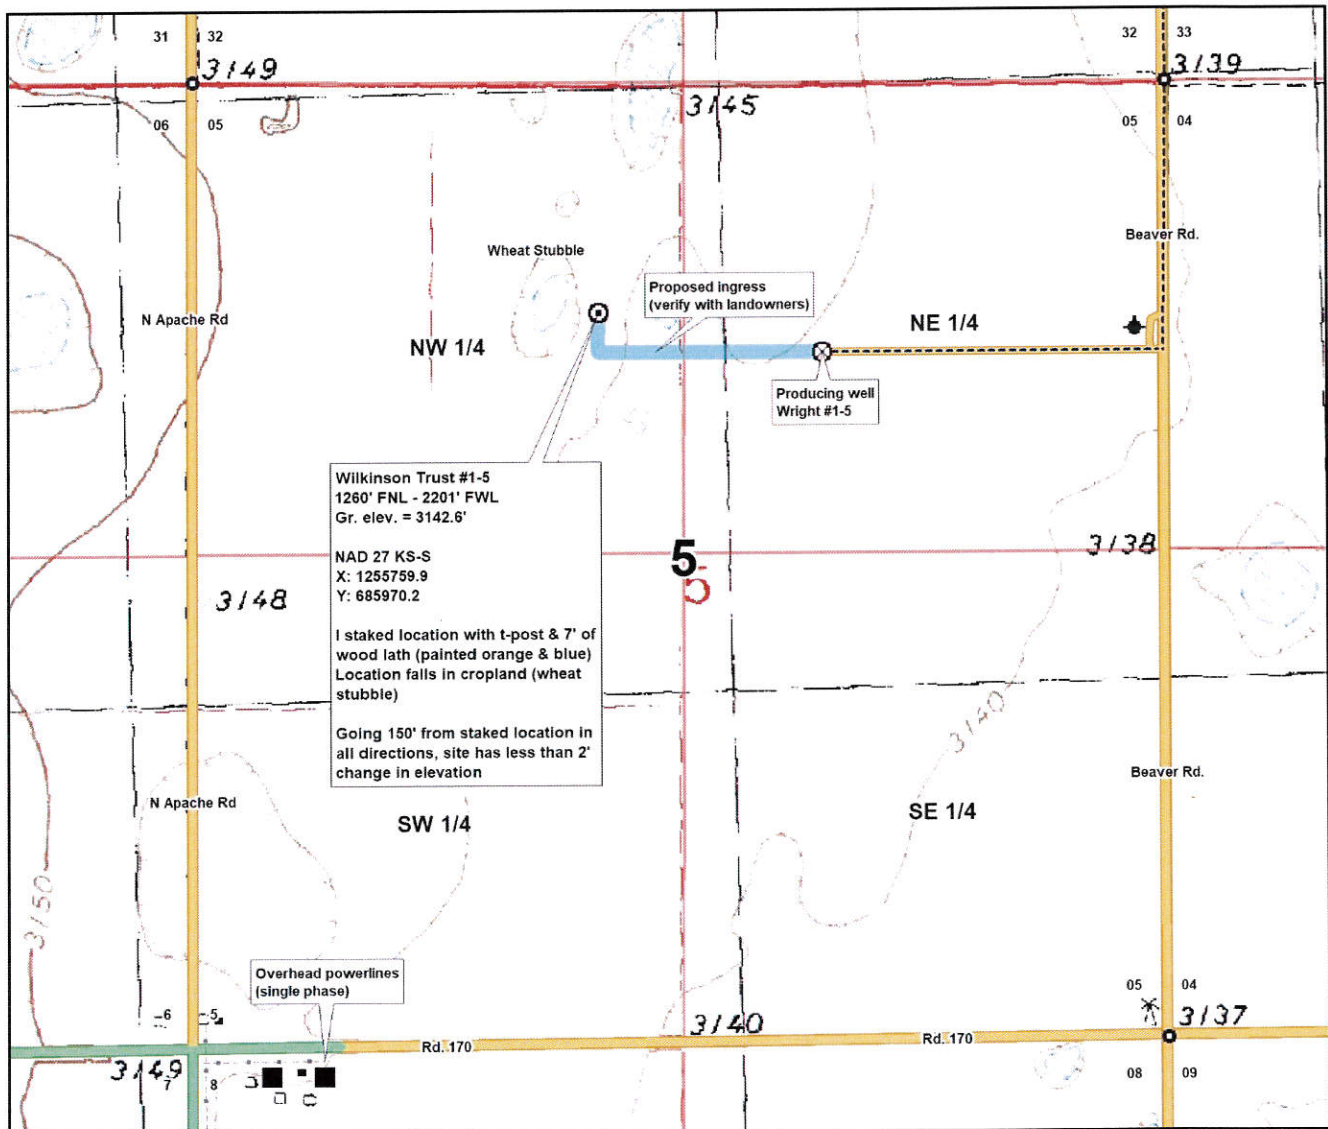 31 32
32 33
3149
3139
3145
06 05
05 04
Beaver Rd.
Wheat Stubble
Proposed ingress
(verify with landowners)
N Apache Rd
NE 1/4
NW 1/4
Producing well
Wright #1-5
Wilkinson Trust #1-5
1260' FNL - 2201' FWL
Gr. elev. = 3142.6'
NAD 27 KS-S
X: 1255759.9
Y: 685970.2
I staked location with t-post & 7' of
wood lath (painted orange & blue)
Location falls in cropland (wheat
stubble)
Going 150' from staked location in
all directions, site has less than 2'
change in elevation
5
5
3138
3148
3140
Beaver Rd.
N Apache Rd
SW 1/4
SE 1/4
3150
Overhead powerlines
(single phase)
05 04
6 5
3137
3140
Rd. 170
Rd. 170
3149
7 8
08 09